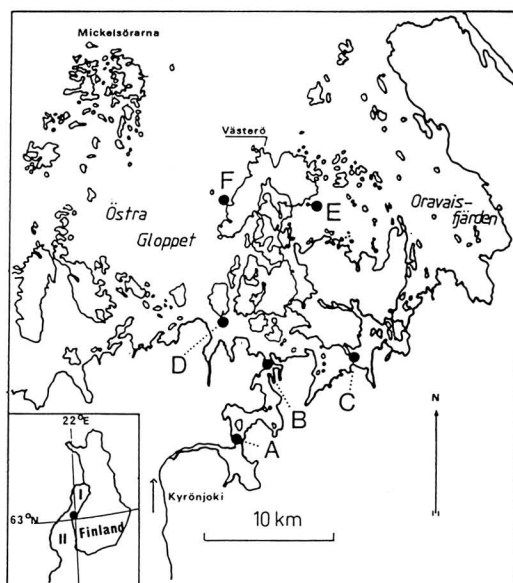 Mickelsörarna
Västerö
F
E
Östra
Gloppet
Oravais-
fjärden
D
B
C
A
N
22°E
I
63°N
II
Finland
Kyrönjoki
10 km